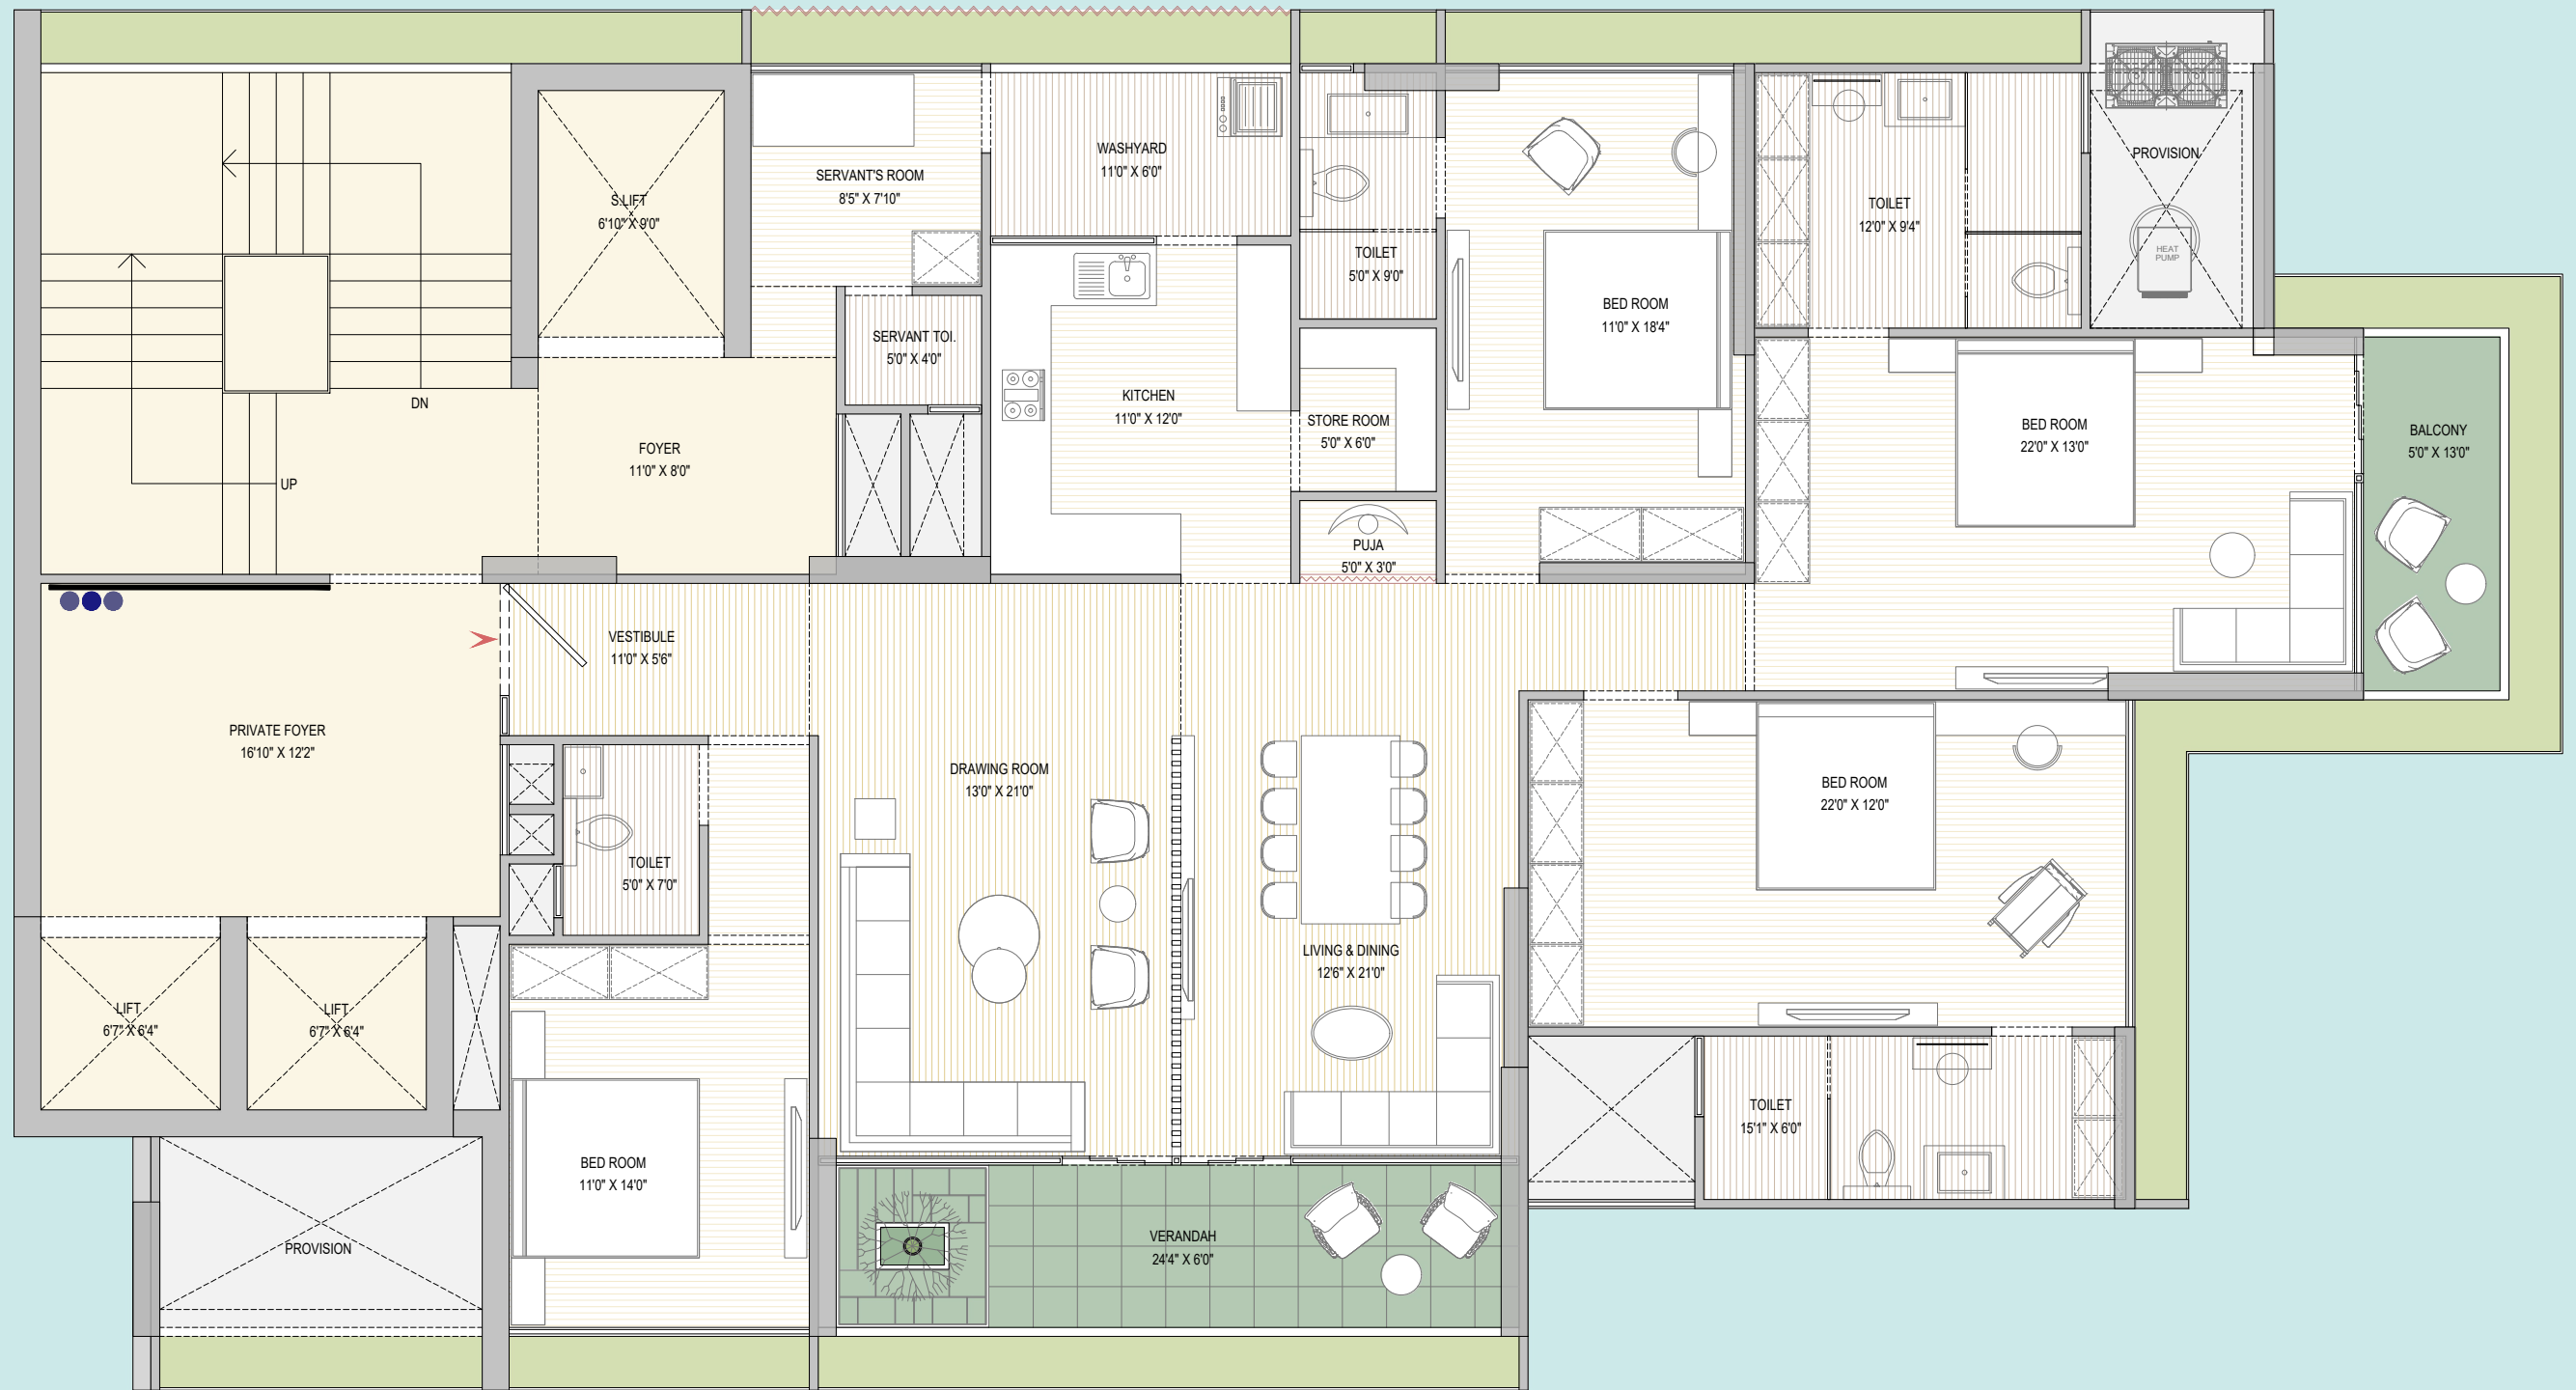 SERVANT'S ROOM
8'5" X 7'10"
WASHYARD
11'0" X 6'0"
S.LIFT
6'10" X 9'0"
TOILET
5'0" X 9'0"
BED ROOM
11'0" X 18'4"
TOILET
12'0" X 9'4"
PROVISION
HEAT
PUMP
SERVANT TOI.
5'0" X 4'0"
KITCHEN
11'0" X 12'0"
STORE ROOM
5'0" X 6'0"
BED ROOM
22'0" X 13'0"
BALCONY
5'0" X 13'0"
DN
FOYER
11'0" X 8'0"
UP
PUJA
5'0" X 3'0"
VESTIBULE
11'0" X 5'6"
PRIVATE FOYER
16'10" X 12'2"
DRAWING ROOM
13'0" X 21'0"
BED ROOM
22'0" X 12'0"
TOILET
5'0" X 7'0"
LIVING & DINING
12'6" X 21'0"
LIFT
6'7" X 6'4"
LIFT
6'7" X 6'4"
TOILET
15'1" X 6'0"
BED ROOM
11'0" X 14'0"
PROVISION
VERANDAH
24'4" X 6'0"